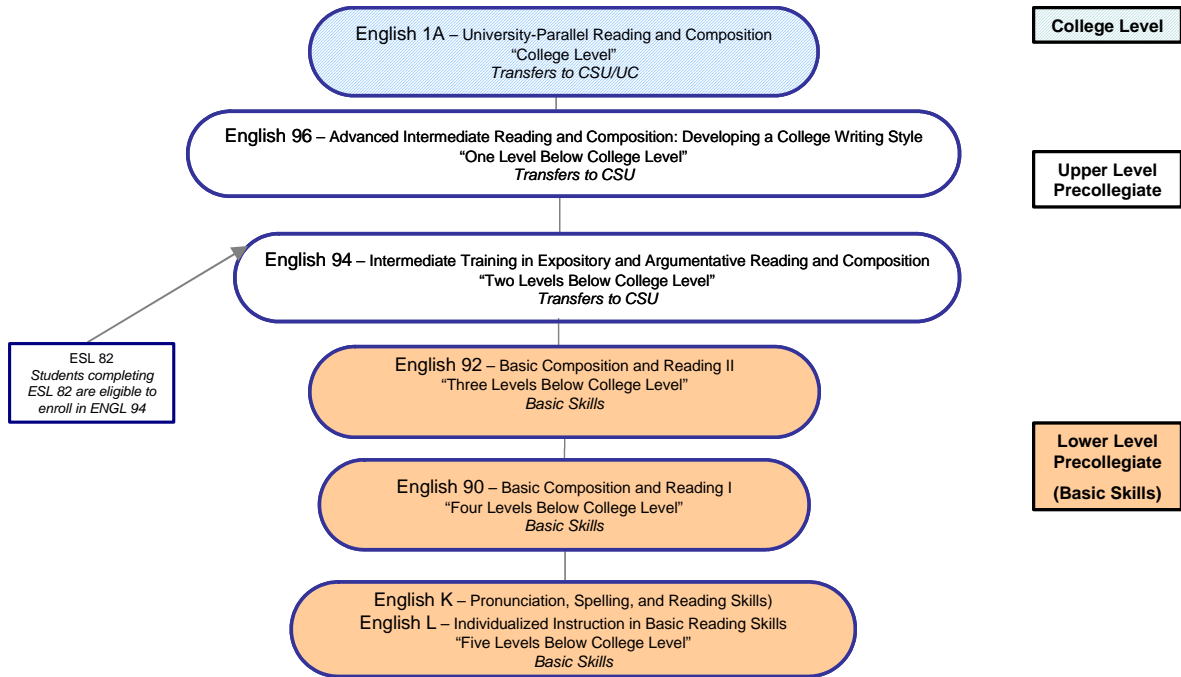 English 1A – University-Parallel Reading and Composition
“College Level”
Transfers to CSU/UC
College Level
English 96 – Advanced Intermediate Reading and Composition: Developing a College Writing Style
“One Level Below College Level”
Transfers to CSU
Upper Level
Precollegiate
English 94 – Intermediate Training in Expository and Argumentative Reading and Composition
“Two Levels Below College Level”
Transfers to CSU
ESL 82
Students completing
ESL 82 are eligible to
enroll in ENGL 94
English 92 – Basic Composition and Reading II
“Three Levels Below College Level”
Basic Skills
Lower Level
Precollegiate
(Basic Skills)
English 90 – Basic Composition and Reading I
“Four Levels Below College Level”
Basic Skills
English K – Pronunciation, Spelling, and Reading Skills)
English L – Individualized Instruction in Basic Reading Skills
“Five Levels Below College Level”
Basic Skills